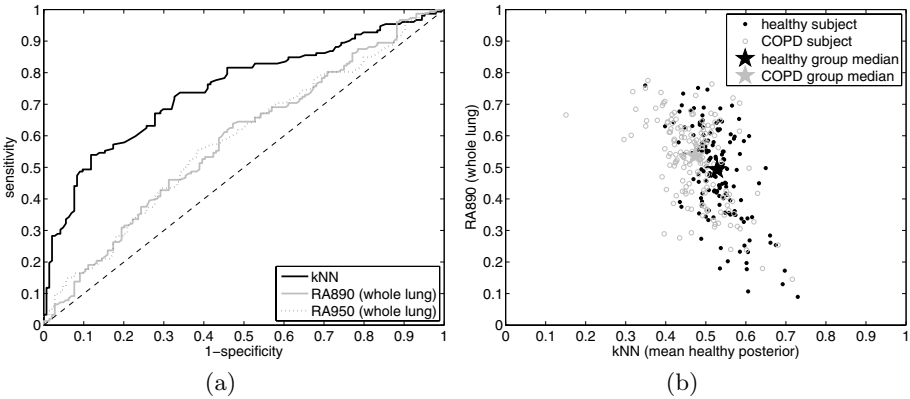 1
0.9
0.8
0.7
0.6
0.5
0.4
0.3
0.2
0.1
0
sensitivity
kNN
RA890 (whole lung)
RA950 (whole lung)
0 0.1 0.2 0.3 0.4 0.5 0.6 0.7 0.8 0.9 1
1−specificity
(a)
1
0.9
0.8
0.7
0.6
0.5
0.4
0.3
0.2
0.1
0
RA890 (whole lung)
healthy subject
COPD subject
healthy group median
COPD group median
0 0.1 0.2 0.3 0.4 0.5 0.6 0.7 0.8 0.9 1
kNN (mean healthy posterior)
(b)